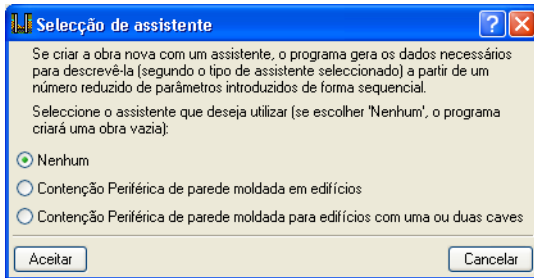 Selecção de assistente
Se criar a obra nova com um assistente, o programa gera os dados necessários
para descrevê-la (segundo o tipo de assistente seleccionado) a partir de um
número reduzido de parâmetros introduzidos de forma sequencial.
Seleccione o assistente que deseja utilizar (se escolher 'Nenhum', o programa
criará uma obra vazia):
Nenhum
Contenção Periférica de parede moldada em edifícios
Contenção Periférica de parede moldada para edifícios com uma ou duas caves
Aceitar
Cancelar